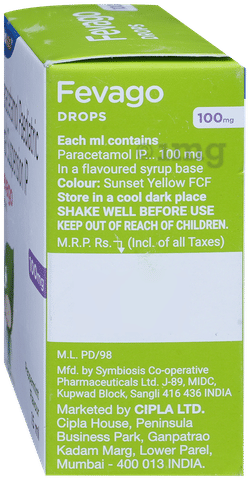 Fevago
DROPS
Fevago
DROPS
100mg
Each ml contains
Paracetamol IP... 100 mg
In a flavoured syrup base
Colour: Sunset Yellow FCF
Store in a cool dark place
SHAKE WELL BEFORE USE
KEEP OUT OF REACH OF CHILDREN.
M.R.P. Rs. (Incl. of all Taxes)
100mg
M.L. PD/98
Mfd. by Symbiosis Co-operative
Pharmaceuticals Ltd. J-89, MIDC,
Kupwad Block, Sangli 416 436 INDIA
Marketed by CIPLA LTD.
Cipla House, Peninsula
Business Park, Ganpatrao
Kadam Marg, Lower Parel,
Mumbai - 400 013 INDIA.